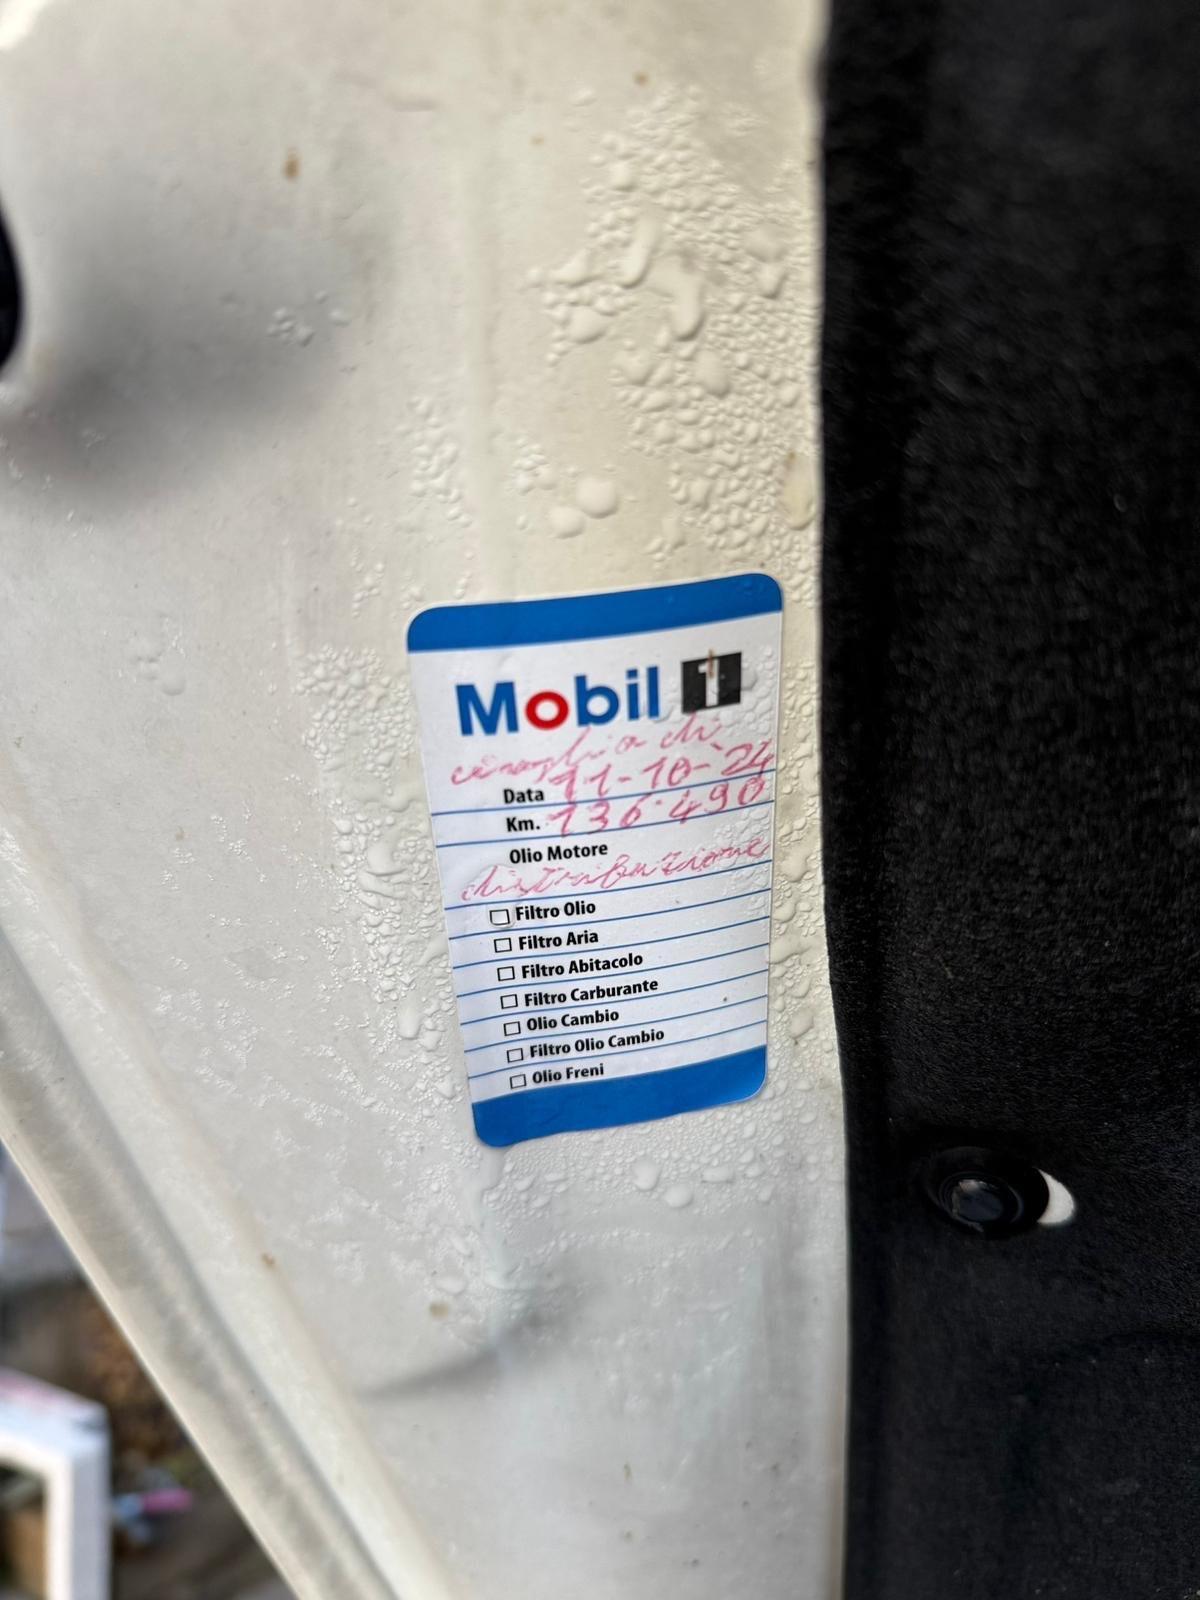 Mobil 1
cinghia di
Data 11-10-'24
Km. 136.490
Olio Motore
distribuzione
Filtro Olio
Filtro Aria
Filtro Abitacolo
Filtro Carburante
Olio Cambio
Filtro Olio Cambio
Olio Freni